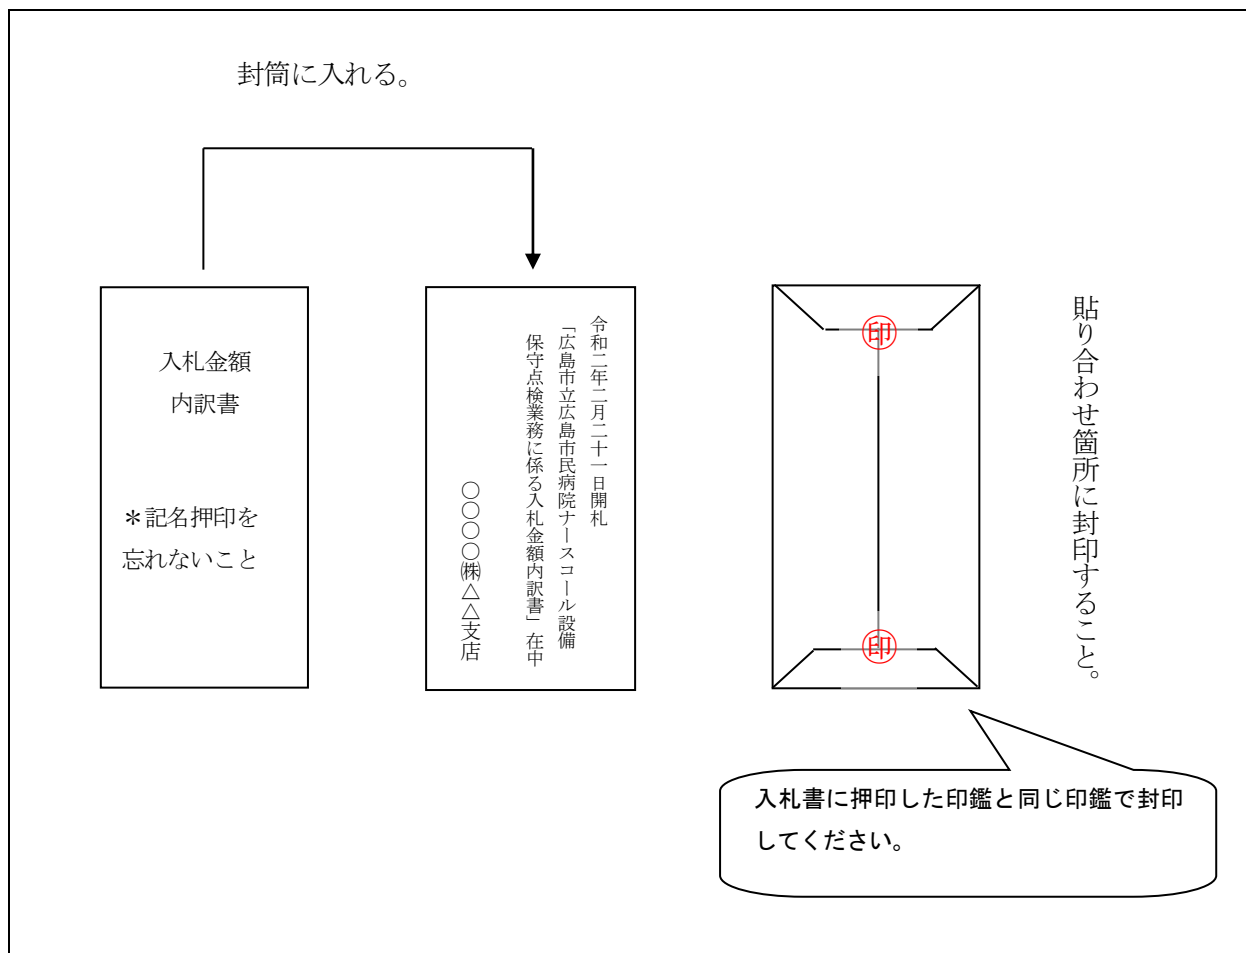 封筒に入れる。
入札金額
内訳書
＊記名押印を
忘れないこと
令和二年二月二十一日開札
「広島市立広島市民病院ナースコール設備
保守点検業務に係る入札金額内訳書」在中
○○○○㈱△△支店
印
印
貼り合わせ箇所に封印すること。
入札書に押印した印鑑と同じ印鑑で封印
してください。